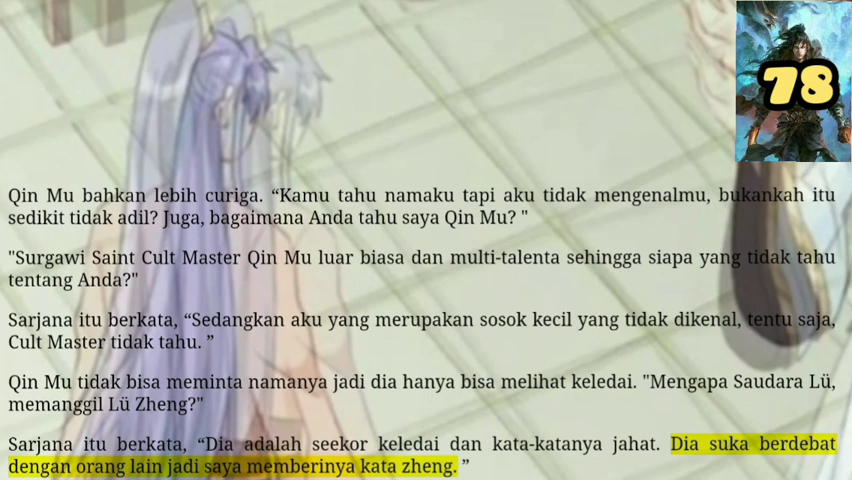 78
Qin Mu bahkan lebih curiga. “Kamu tahu namaku tapi aku tidak mengenalmu, bukankah itu
sedikit tidak adil? Juga, bagaimana Anda tahu saya Qin Mu? "
"Surgawi Saint Cult Master Qin Mu luar biasa dan multi-talenta sehingga siapa yang tidak tahu
tentang Anda?"
Sarjana itu berkata, “Sedangkan aku yang merupakan sosok kecil yang tidak dikenal, tentu saja,
Cult Master tidak tahu. ”
Qin Mu tidak bisa meminta namanya jadi dia hanya bisa melihat keledai. "Mengapa Saudara Lü,
memanggil Lü Zheng?"
Sarjana itu berkata, “Dia adalah seekor keledai dan kata-katanya jahat. Dia suka berdebat
dengan orang lain jadi saya memberinya kata zheng. ”